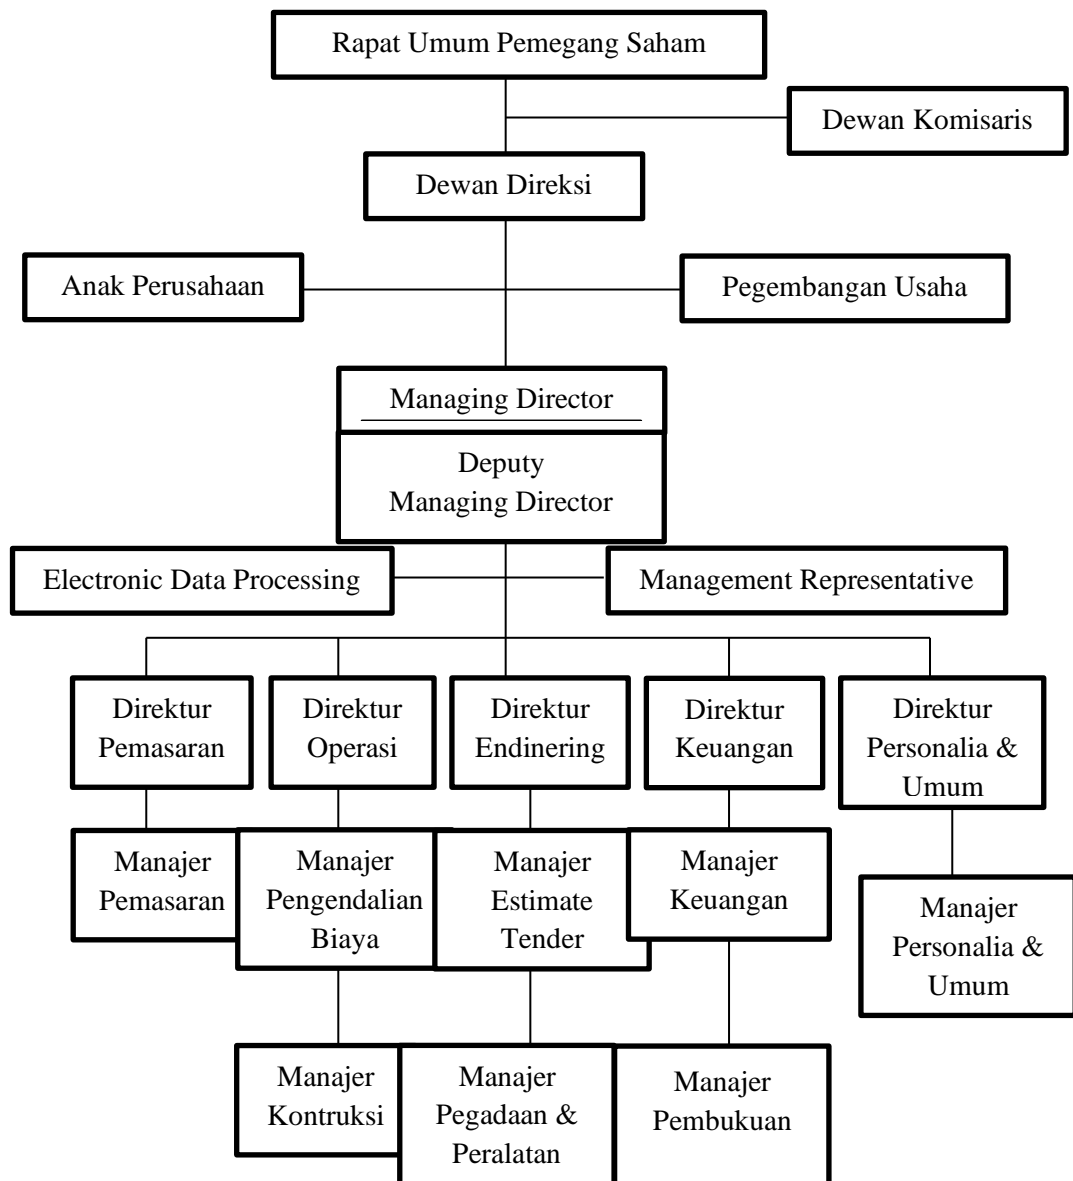 Rapat Umum Pemegang Saham
Dewan Komisaris
Dewan Direksi
Anak Perusahaan
Pegembangan Usaha
Managing Director
Deputy
Managing Director
Electronic Data Processing
Management Representative
Direktur
Pemasaran
Direktur
Operasi
Direktur
Endinering
Direktur
Keuangan
Direktur
Personalia &
Umum
Manajer
Pemasaran
Manajer
Pengendalian
Biaya
Manajer
Estimate
Tender
Manajer
Keuangan
Manajer
Personalia &
Umum
Manajer
Kontruksi
Manajer
Pegadaan &
Peralatan
Manajer
Pembukuan